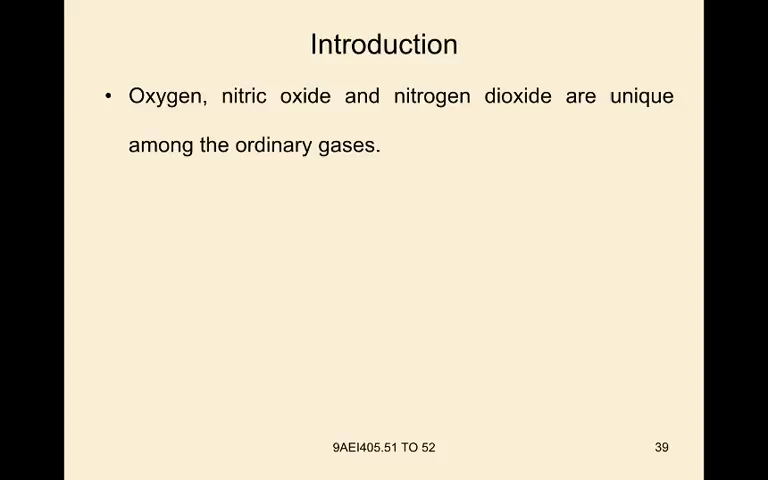 Introduction
• Oxygen, nitric oxide and nitrogen dioxide are unique
among the ordinary gases.
9AEI405.51 TO 52
39